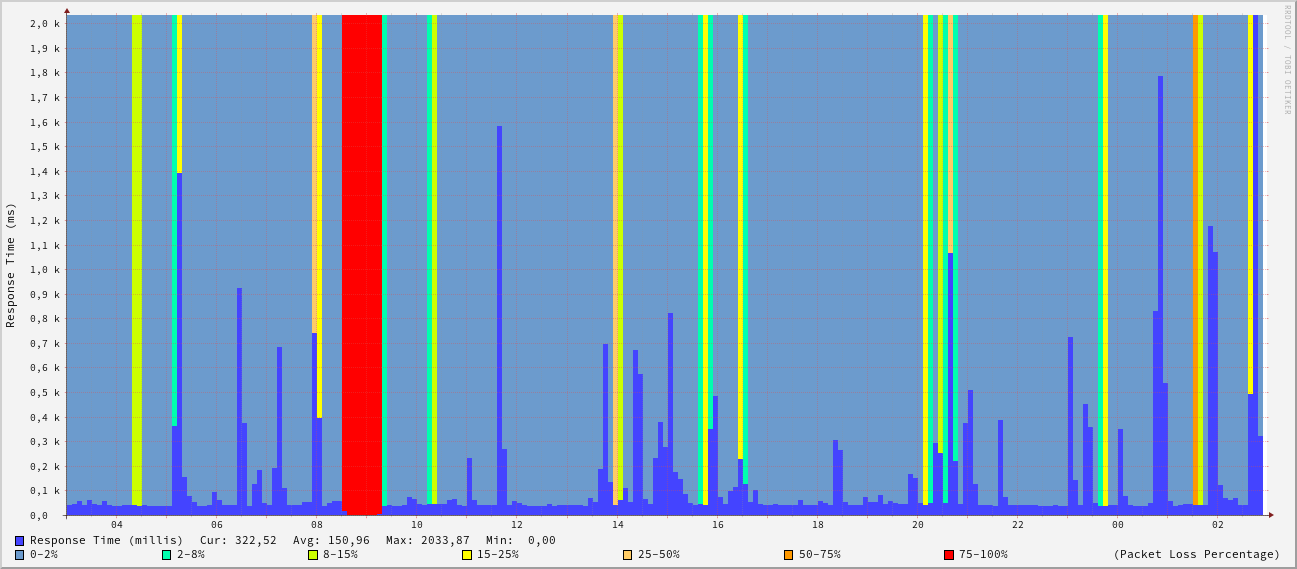 RRDTOOL / TOBI OETIKER
Response Time (ms)
2,0 k
1,9 k
1,8 k
1,7 k
1,6 k
1,5 k
1,4 k
1,3 k
1,2 k
1,1 k
1,0 k
0,9 k
0,8 k
0,7 k
0,6 k
0,5 k
0,4 k
0,3 k
0,2 k
0,1 k
0,0
04 06 08 10 12 14 16 18 20 22 00 02
Response Time (millis) Cur: 322,52 Avg: 150,96 Max: 2033,87 Min: 0,00
0-2% 2-8% 8-15% 15-25% 25-50% 50-75% 75-100% (Packet Loss Percentage)